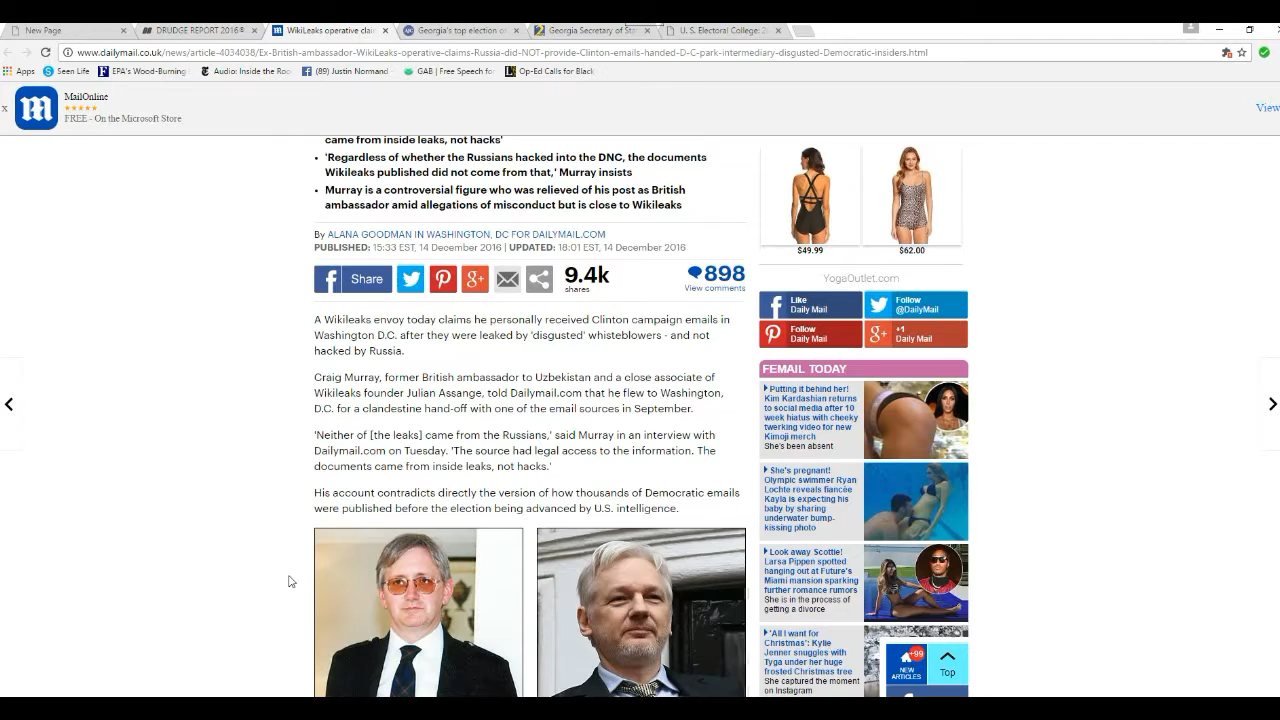 New Page
DRUDGE REPORT 2016®
WikiLeaks operative clai
Georgia's top election o
Georgia Secretary of Sta
U. S. Electoral College: 2
www.dailymail.co.uk/news/article-4034038/Ex-British-ambassador-WikiLeaks-operative-claims-Russia-did-NOT-provide-Clinton-emails-handed-D-C-park-intermediary-disgusted-Democratic-insiders.html
Apps
Seen Life
EPA's Wood-Burning
Audio: Inside the Roo
(89) Justin Normand
GAB | Free Speech fo
Op-Ed Calls for Black
x
MailOnline
FREE - On the Microsoft Store
View
came from inside leaks, not hacks'
'Regardless of whether the Russians hacked into the DNC, the documents
Wikileaks published did not come from that,' Murray insists
Murray is a controversial figure who was relieved of his post as British
ambassador amid allegations of misconduct but is close to Wikileaks
By ALANA GOODMAN IN WASHINGTON, DC FOR DAILYMAIL.COM
PUBLISHED: 15:33 EST, 14 December 2016 | UPDATED: 18:01 EST, 14 December 2016
Share
9.4k
shares
898
View comments
A Wikileaks envoy today claims he personally received Clinton campaign emails in
Washington D.C. after they were leaked by 'disgusted' whisteblowers - and not
hacked by Russia.
Craig Murray, former British ambassador to Uzbekistan and a close associate of
Wikileaks founder Julian Assange, told Dailymail.com that he flew to Washington,
D.C. for a clandestine hand-off with one of the email sources in September.
'Neither of [the leaks] came from the Russians,' said Murray in an interview with
Dailymail.com on Tuesday. 'The source had legal access to the information. The
documents came from inside leaks, not hacks.'
His account contradicts directly the version of how thousands of Democratic emails
were published before the election being advanced by U.S. intelligence.
$49.99
$62.00
YogaOutlet.com
Like
Daily Mail
Follow
@DailyMail
Follow
Daily Mail
+1
Daily Mail
FEMAIL TODAY
Putting it behind her!
Kim Kardashian returns
to social media after 10
week hiatus with cheeky
twerking video for new
Kimoji merch
She's been absent
She's pregnant!
Olympic swimmer Ryan
Lochte reveals fiancée
Kayla is expecting his
baby by sharing
underwater bump-
kissing photo
Look away Scottie!
Larsa Pippen spotted
hanging out at Future's
Miami mansion sparking
further romance rumors
She is in the process of
getting a divorce
'All I want for
Christmas': Kylie
Jenner snuggles with
Tyga under her huge
frosted Christmas tree
She captured the moment
on Instagram
+99
NEW
ARTICLES
Top